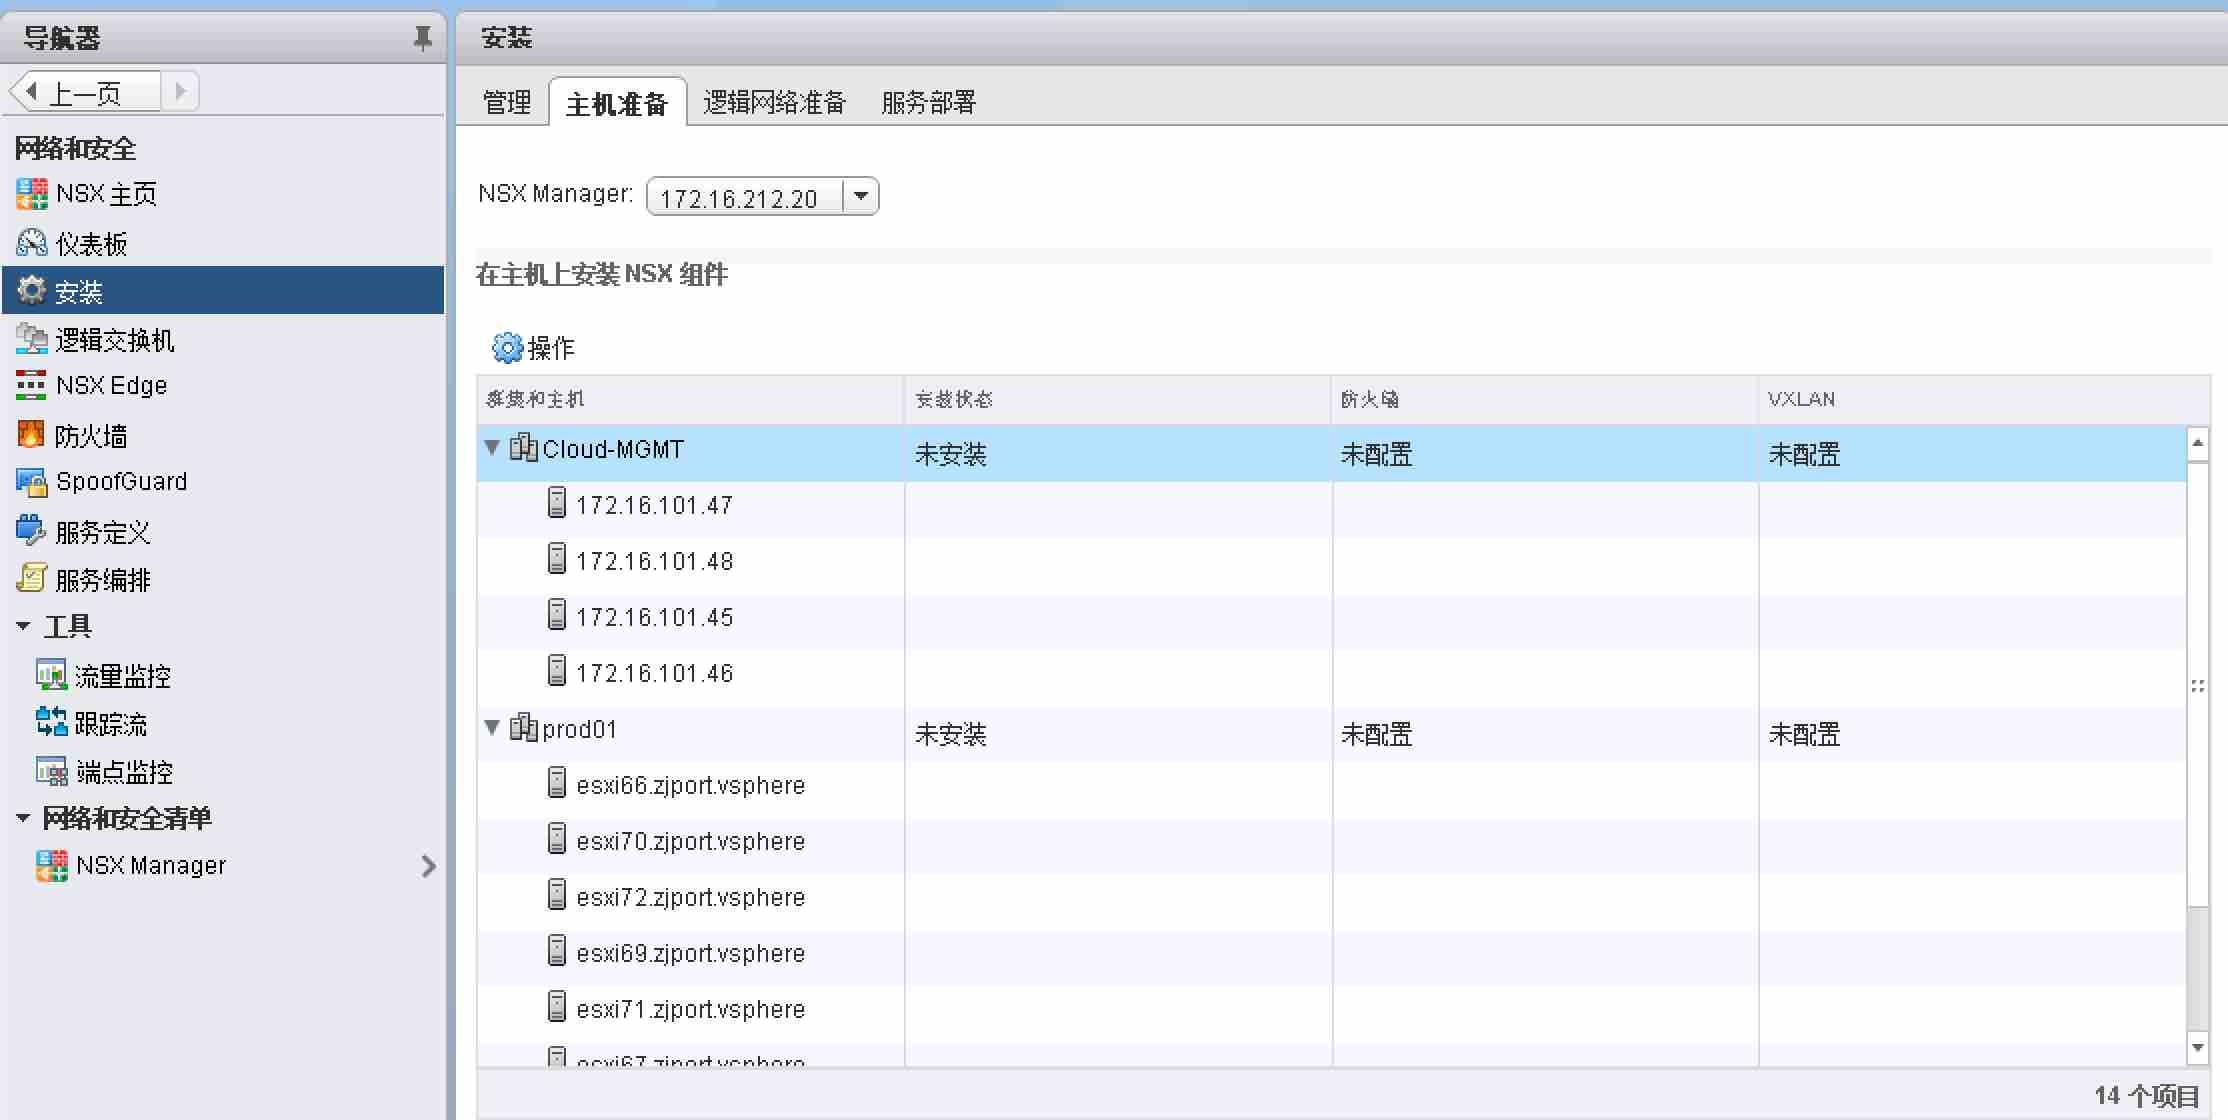 导航器
上一页
网络和安全
NSX 主页
仪表板
安装
逻辑交换机
NSX Edge
防火墙
SpoofGuard
服务定义
服务编排
工具
流量监控
跟踪流
端点监控
网络和安全清单
NSX Manager
安装
管理 主机准备 逻辑网络准备 服务部署
NSX Manager: 172.16.212.20
在主机上安装 NSX 组件
操作
群集和主机 安装状态 防火墙 VXLAN
Cloud-MGMT 未安装 未配置 未配置
172.16.101.47
172.16.101.48
172.16.101.45
172.16.101.46
prod01 未安装 未配置 未配置
esxi66.zjport.vsphere
esxi70.zjport.vsphere
esxi72.zjport.vsphere
esxi69.zjport.vsphere
esxi71.zjport.vsphere
esxi67.zjport.vsphere
14 个项目